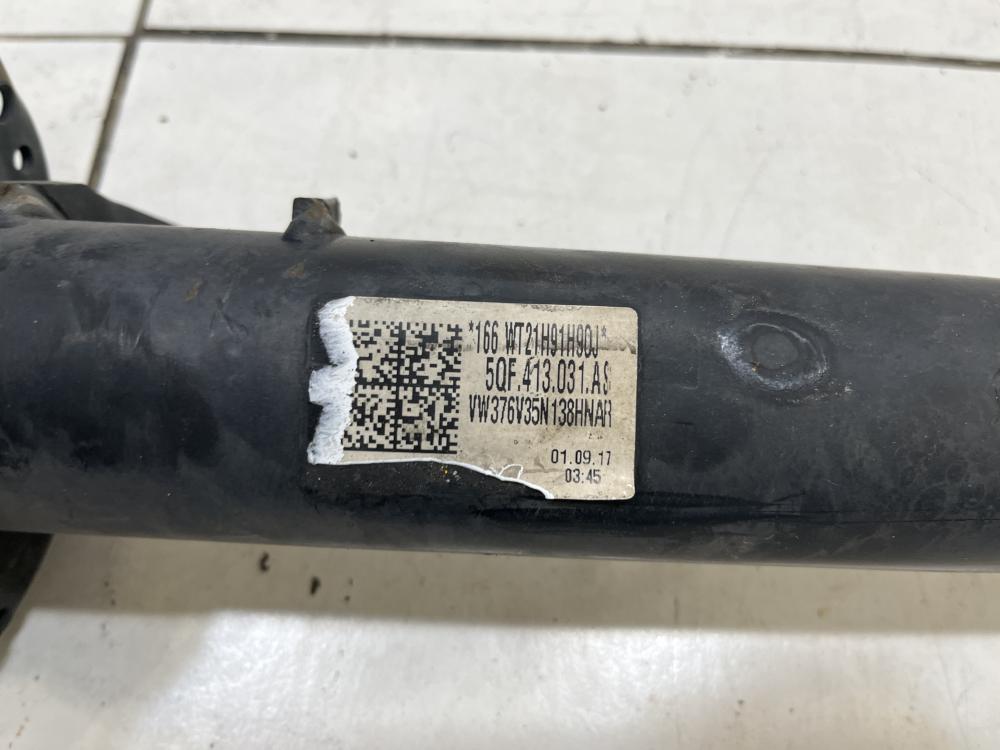 *166 WT21H91H90J*
5QF.413.031.AS
VW376V35N138HNAR
01.09.17
03:45